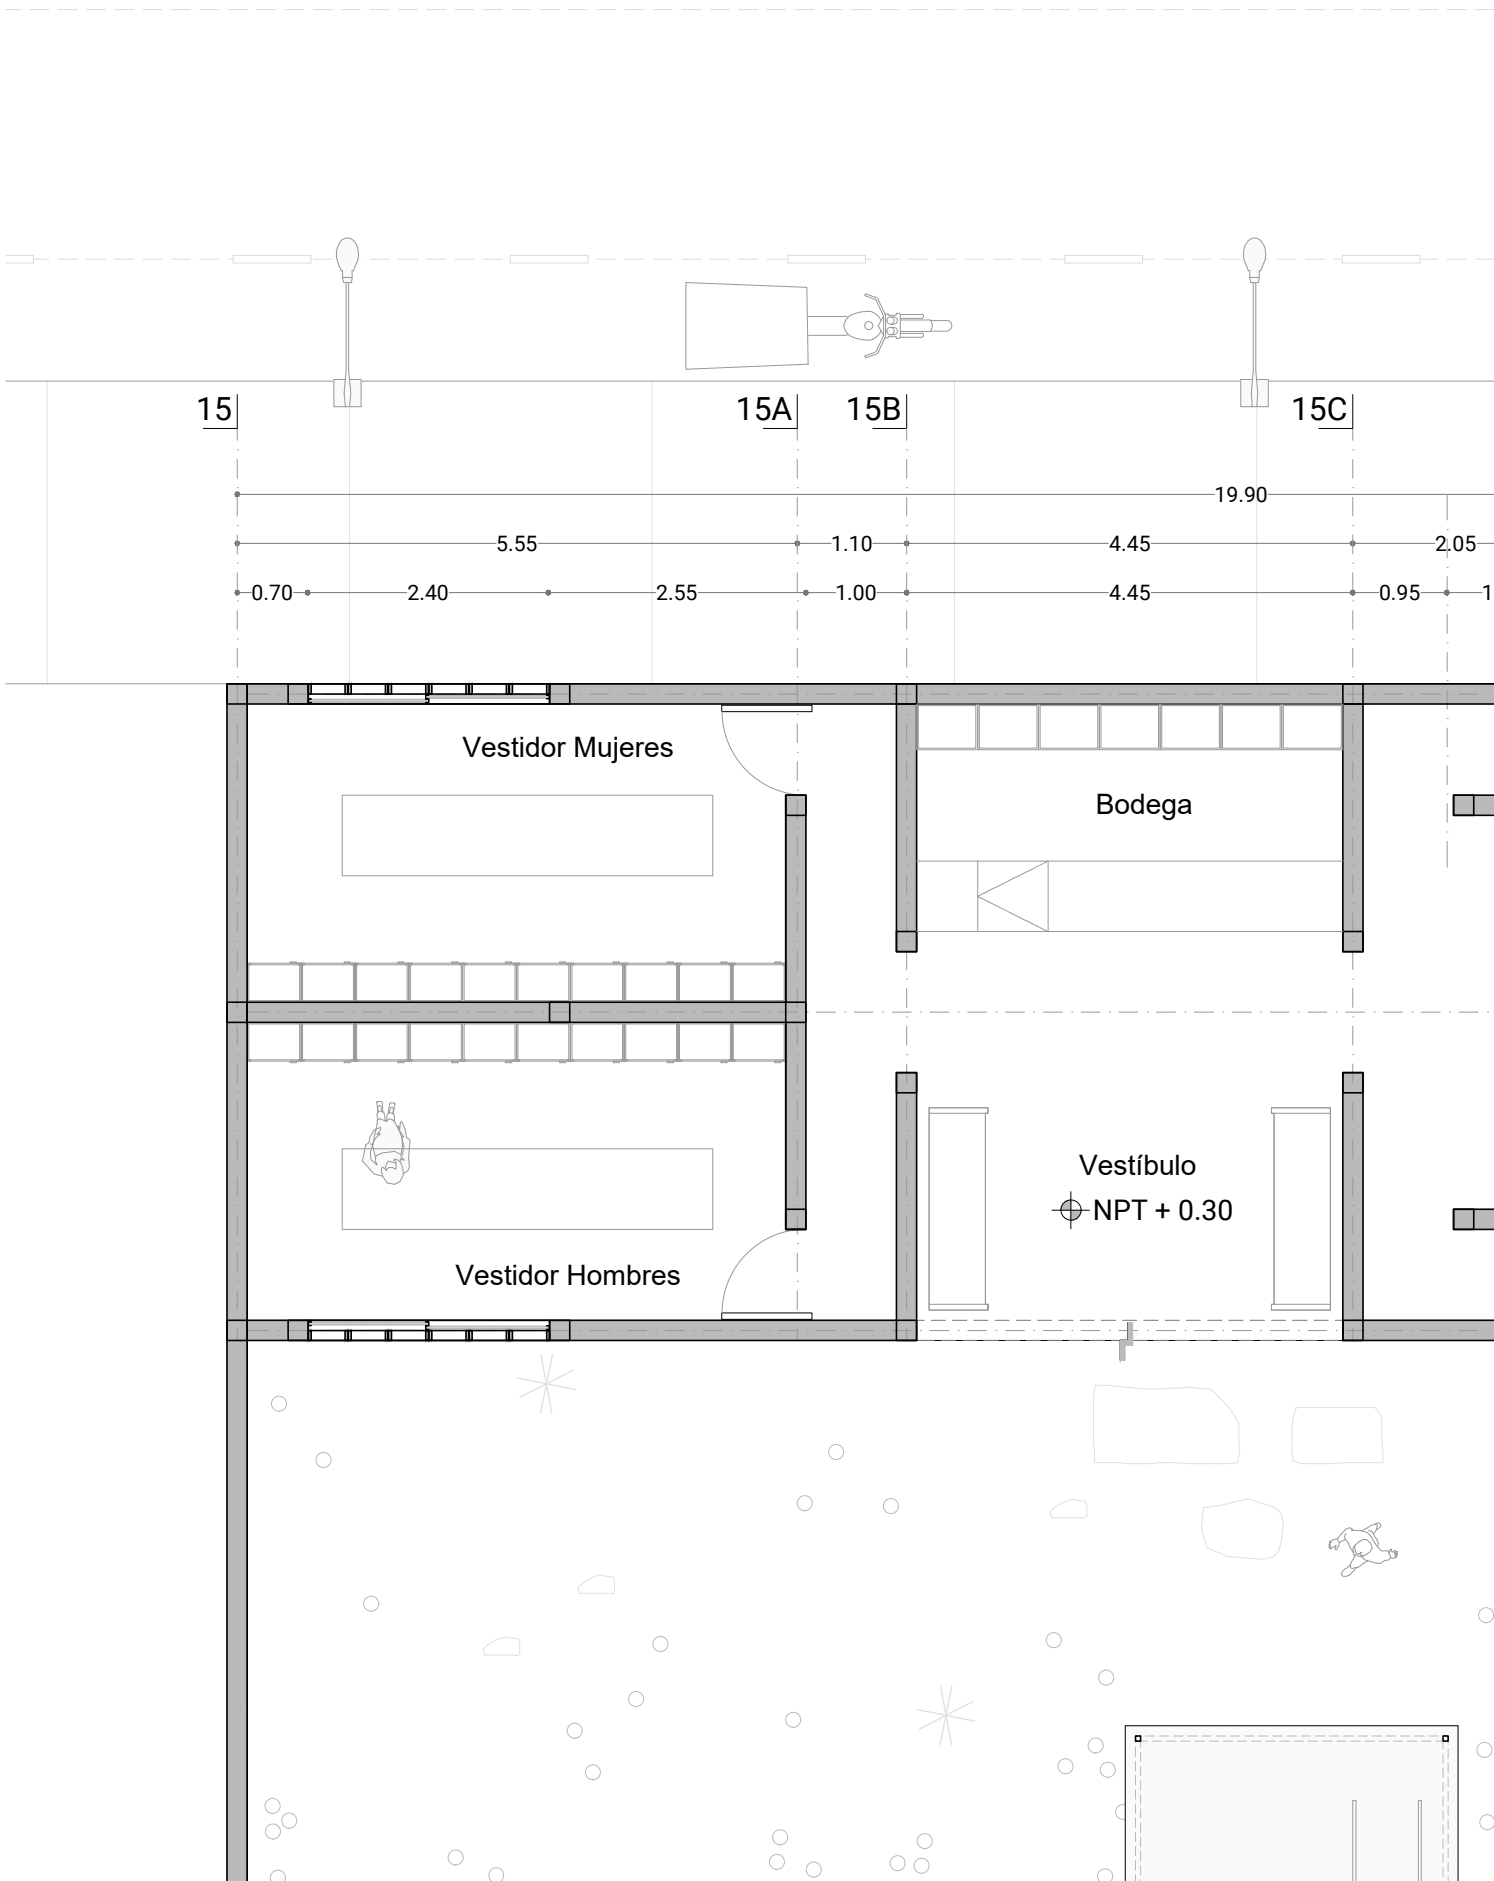 15
15A
15B
15C
19.90
5.55
1.10
4.45
2.05
0.70
2.40
2.55
1.00
4.45
0.95
1
Vestidor Mujeres
Bodega
Vestíbulo
NPT + 0.30
Vestidor Hombres